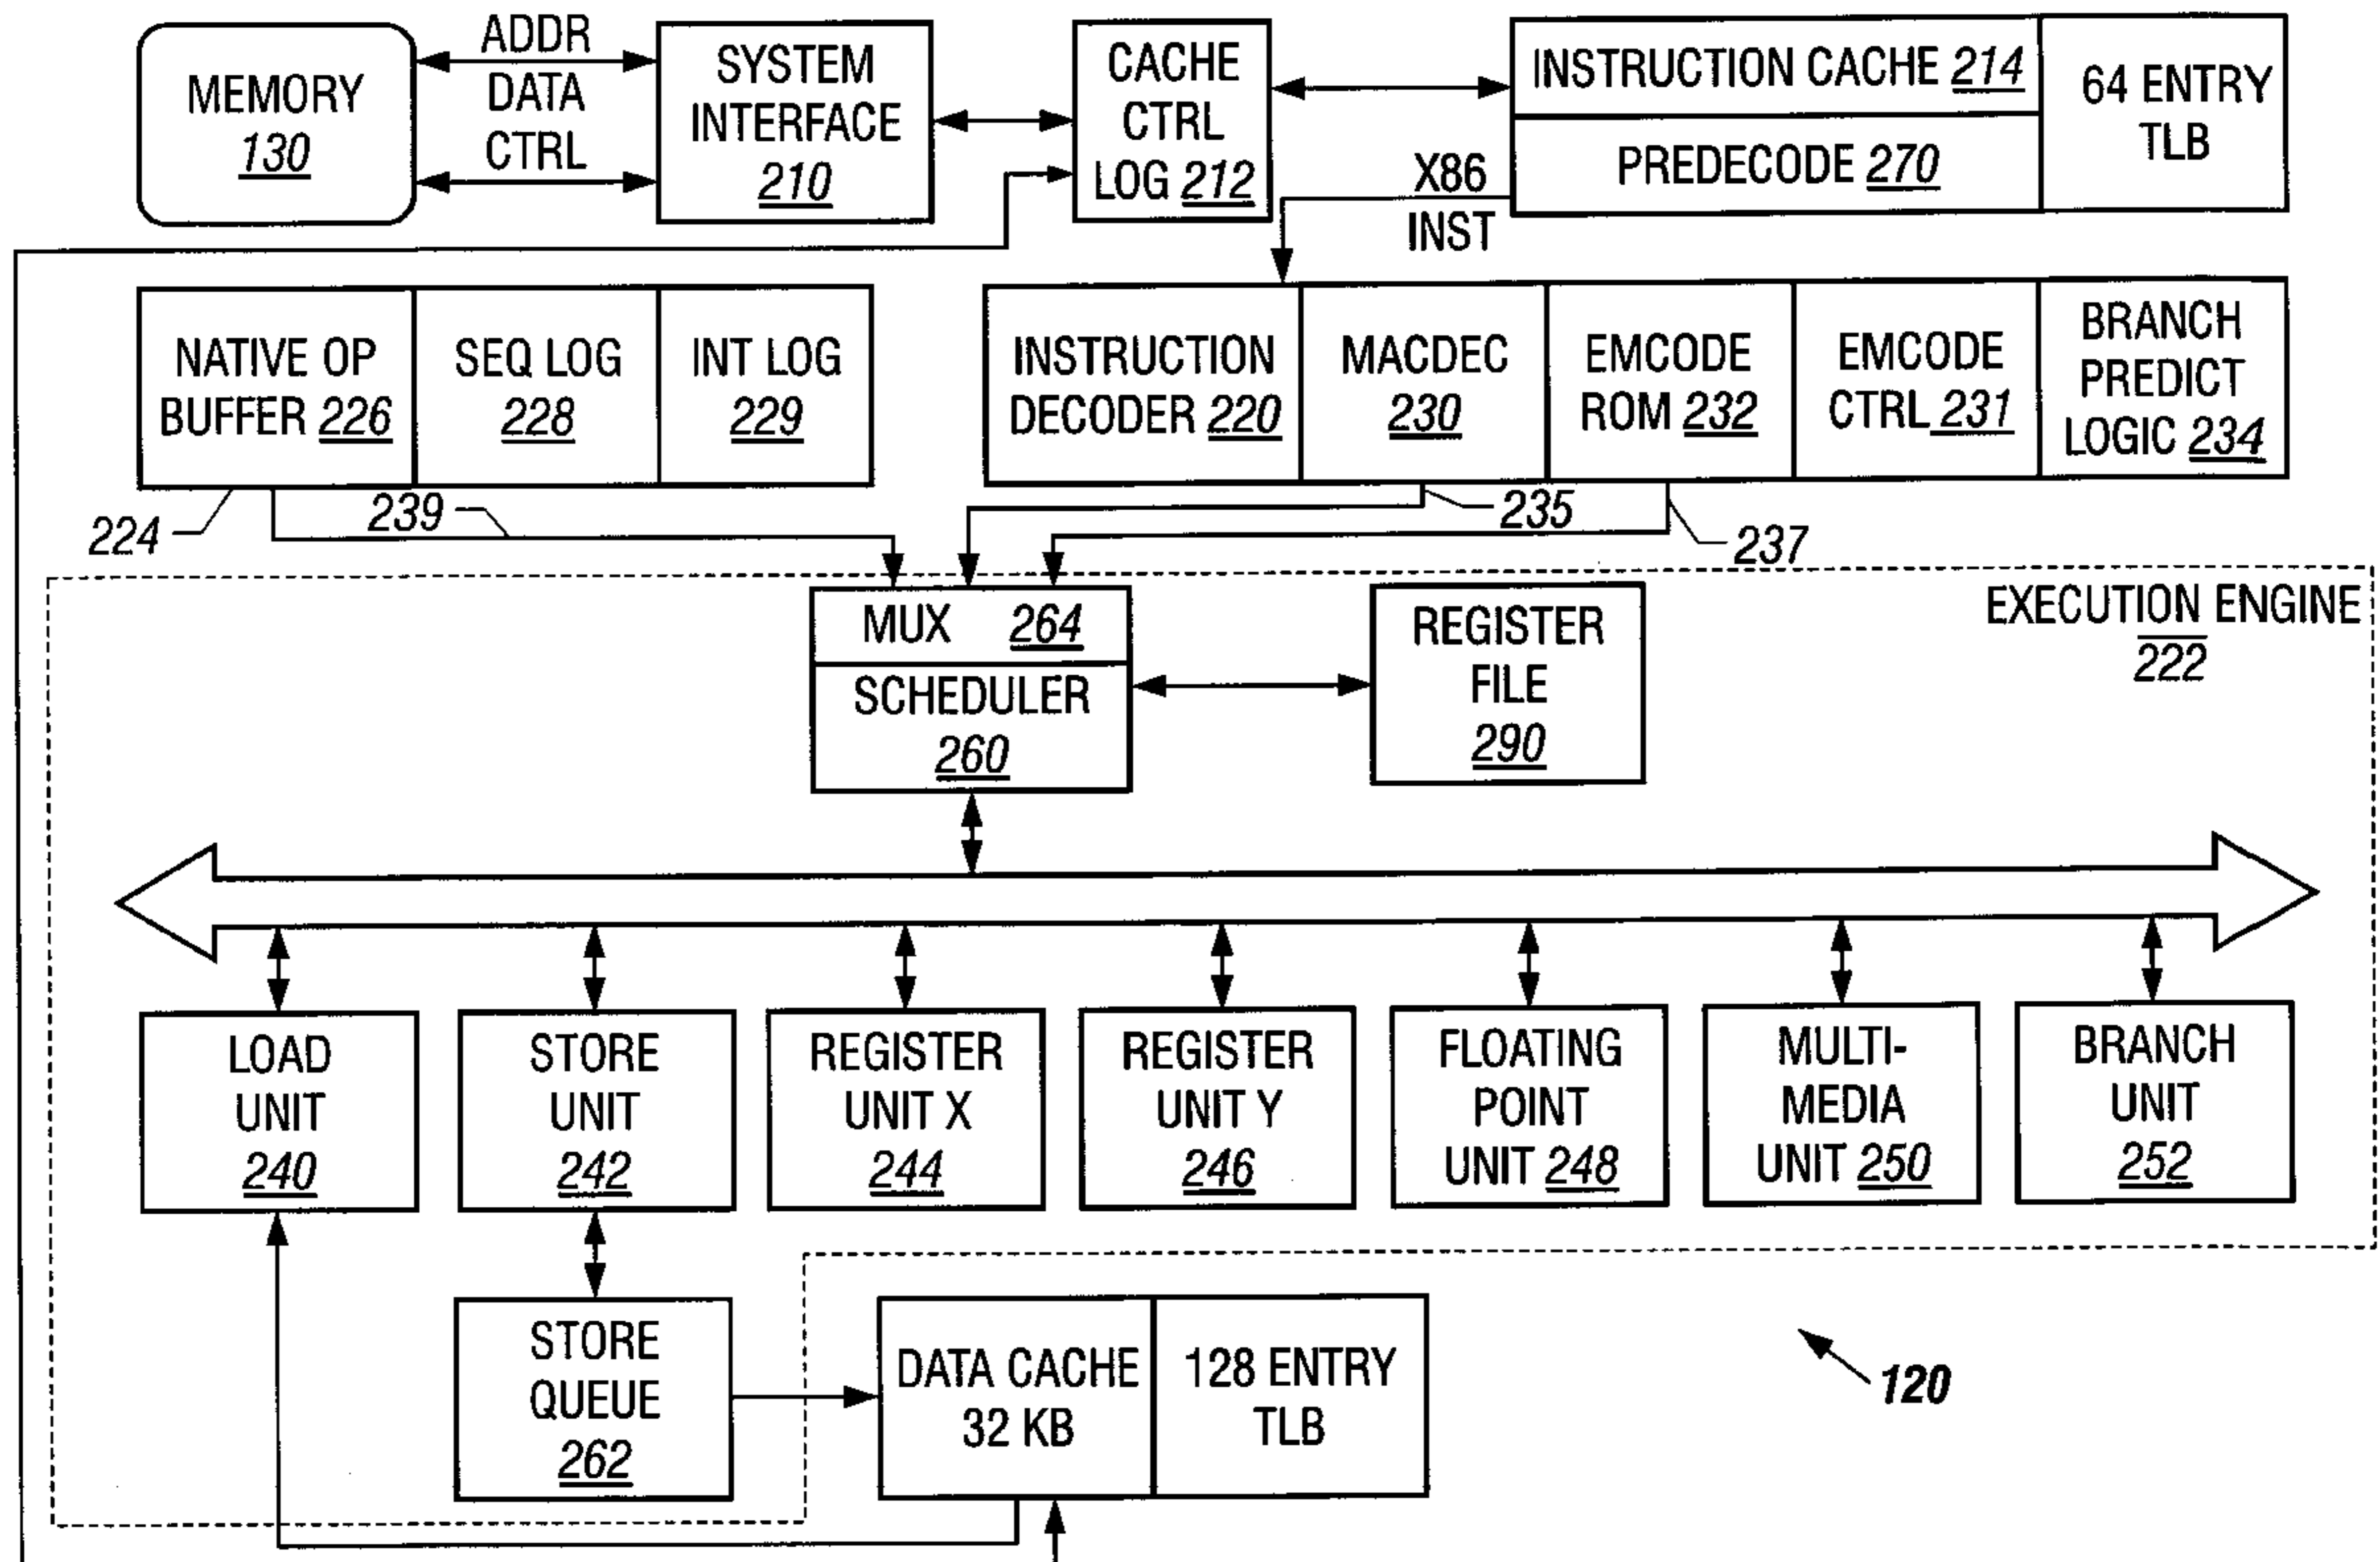 MEMORY
130
ADDR
DATA
CTRL
SYSTEM
INTERFACE
210
CACHE
CTRL
LOG 212
INSTRUCTION CACHE 214
PREDECODE 270
64 ENTRY
TLB
X86
INST
NATIVE OP
BUFFER 226
SEQ LOG
228
INT LOG
229
INSTRUCTION
DECODER 220
MACDEC
230
EMCODE
ROM 232
EMCODE
CTRL 231
BRANCH
PREDICT
LOGIC 234
224
239
235
237
MUX 264
SCHEDULER
260
REGISTER
FILE
290
EXECUTION ENGINE
222
LOAD
UNIT
240
STORE
UNIT
242
REGISTER
UNIT X
244
REGISTER
UNIT Y
246
FLOATING
POINT
UNIT 248
MULTI-
MEDIA
UNIT 250
BRANCH
UNIT
252
STORE
QUEUE
262
DATA CACHE
32 KB
128 ENTRY
TLB
120